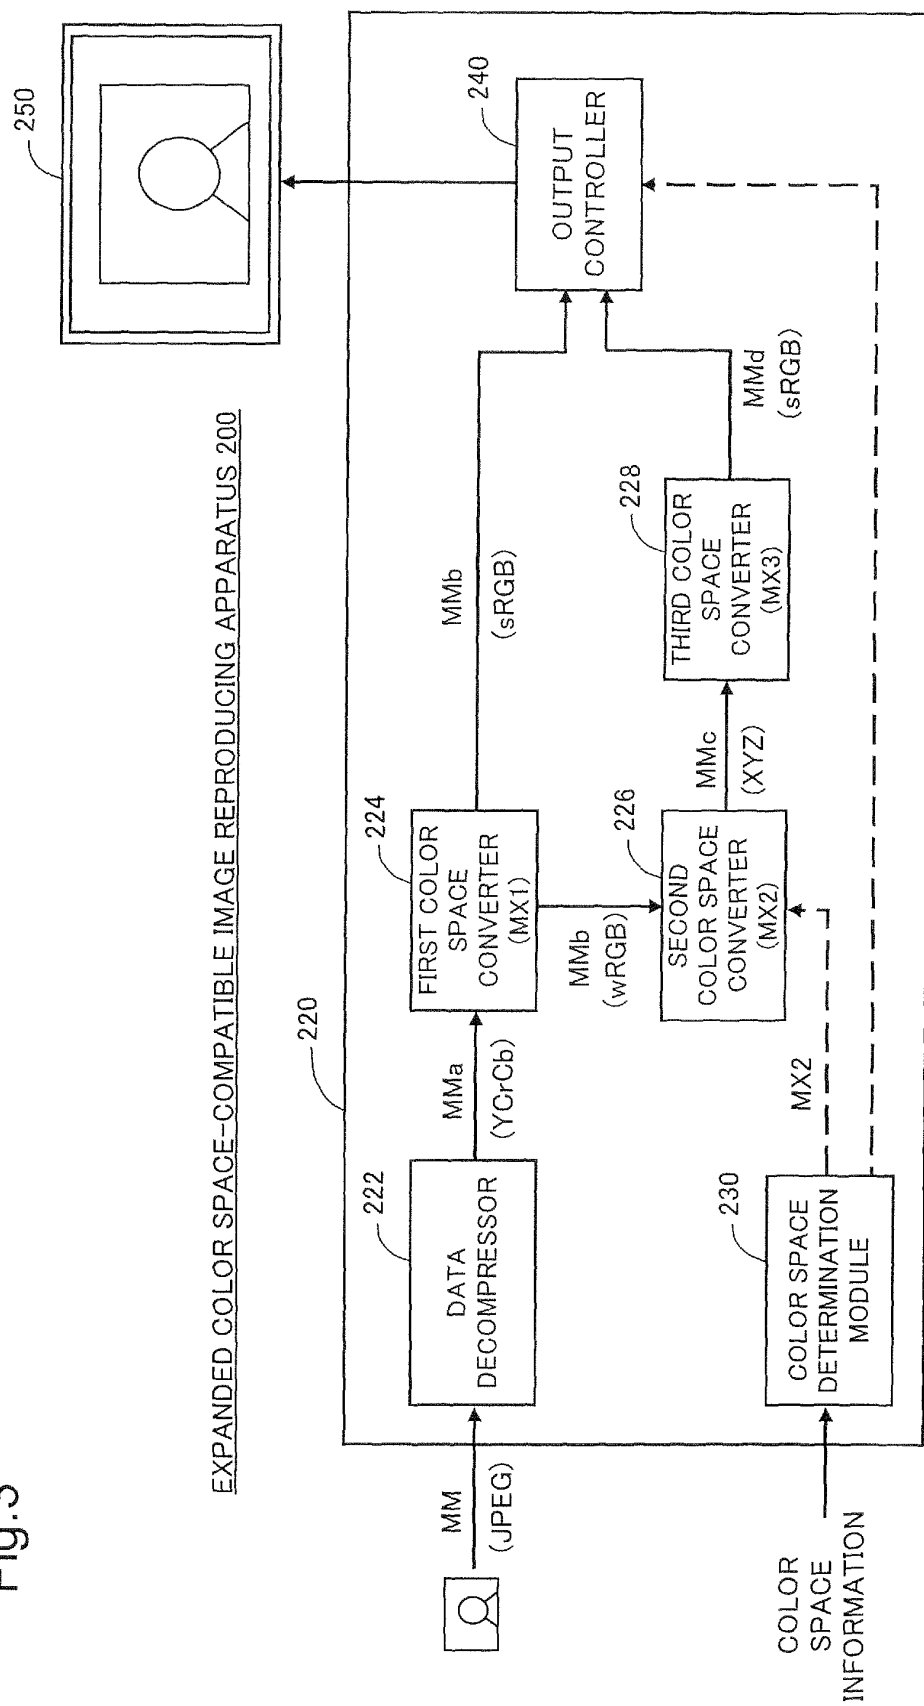 Fig.3
EXPANDED COLOR SPACE-COMPATIBLE IMAGE REPRODUCING APPARATUS 200
250
220
MM
(JPEG)
222
DATA
DECOMPRESSOR
MMa
(YCrCb)
224
FIRST COLOR
SPACE
CONVERTER
(MX1)
MMb
(sRGB)
MMb
(wRGB)
226
SECOND
COLOR SPACE
CONVERTER
(MX2)
MMc
(XYZ)
228
THIRD COLOR
SPACE
CONVERTER
(MX3)
MMd
(sRGB)
240
OUTPUT
CONTROLLER
COLOR
SPACE
INFORMATION
230
COLOR SPACE
DETERMINATION
MODULE
MX2